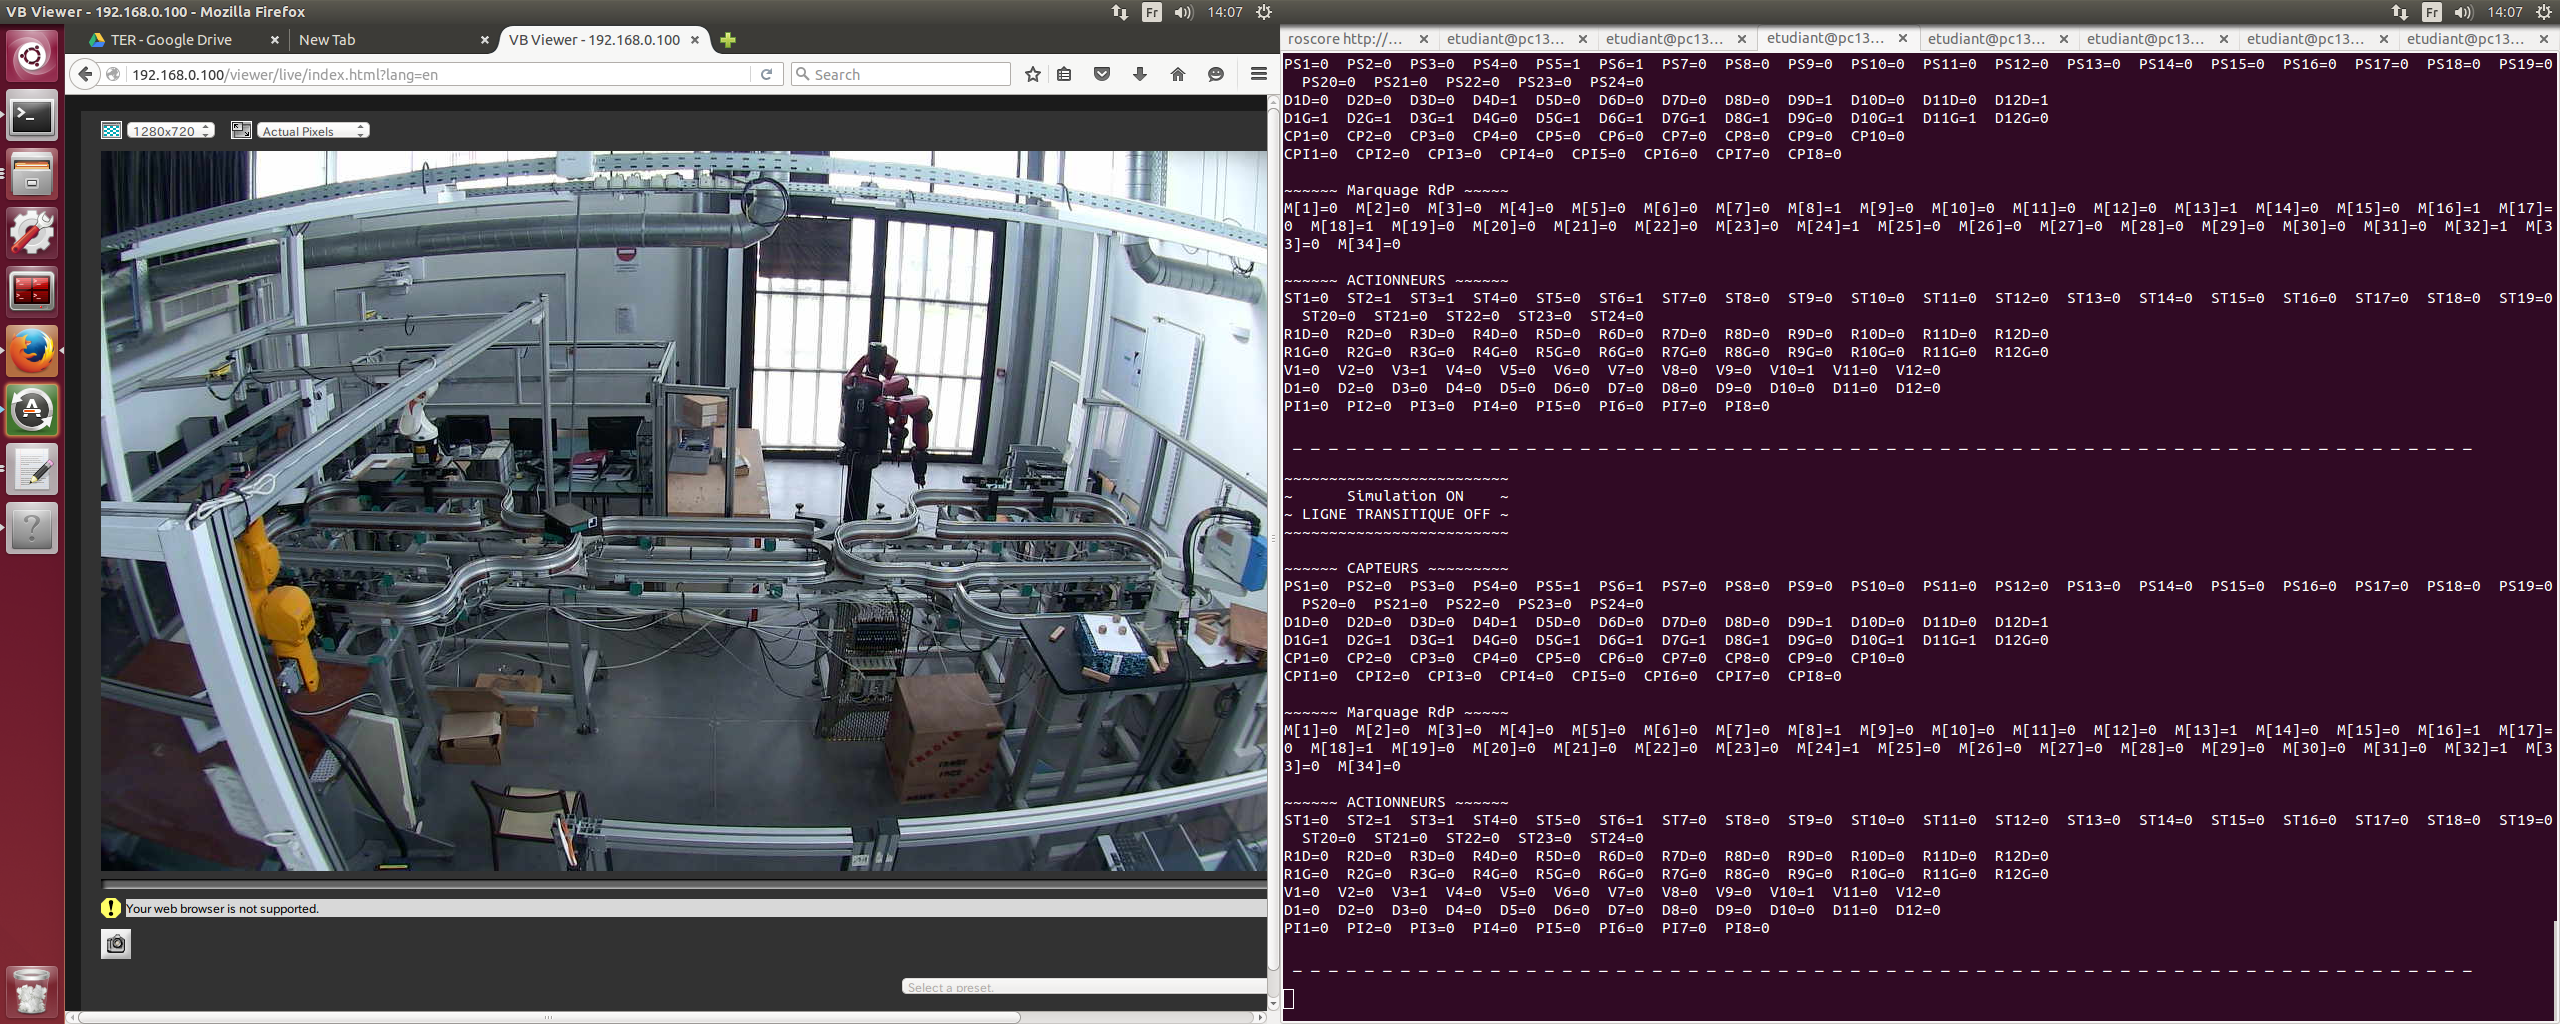 VB Viewer - 192.168.0.100 - Mozilla Firefox
Fr 14:07
Fr 14:07
TER - Google Drive
New Tab
VB Viewer - 192.168.0.100
192.168.0.100/viewer/live/index.html?lang=en
Search
1280x720
Actual Pixels
FRAGILE
Your web browser is not supported.
Select a preset.
roscore http://... etudiant@pc13... etudiant@pc13... etudiant@pc13... etudiant@pc13... etudiant@pc13... etudiant@pc13... etudiant@pc13...
PS1=0 PS2=0 PS3=0 PS4=0 PS5=1 PS6=1 PS7=0 PS8=0 PS9=0 PS10=0 PS11=0 PS12=0 PS13=0 PS14=0 PS15=0 PS16=0 PS17=0 PS18=0 PS19=0
PS20=0 PS21=0 PS22=0 PS23=0 PS24=0
D1D=0 D2D=0 D3D=0 D4D=1 D5D=0 D6D=0 D7D=0 D8D=0 D9D=1 D10D=0 D11D=0 D12D=1
D1G=1 D2G=1 D3G=1 D4G=0 D5G=1 D6G=1 D7G=1 D8G=1 D9G=0 D10G=1 D11G=1 D12G=0
CP1=0 CP2=0 CP3=0 CP4=0 CP5=0 CP6=0 CP7=0 CP8=0 CP9=0 CP10=0
CPI1=0 CPI2=0 CPI3=0 CPI4=0 CPI5=0 CPI6=0 CPI7=0 CPI8=0
~~~~~~ Marquage RdP ~~~~~
M[1]=0 M[2]=0 M[3]=0 M[4]=0 M[5]=0 M[6]=0 M[7]=0 M[8]=1 M[9]=0 M[10]=0 M[11]=0 M[12]=0 M[13]=1 M[14]=0 M[15]=0 M[16]=1 M[17]=
0 M[18]=1 M[19]=0 M[20]=0 M[21]=0 M[22]=0 M[23]=0 M[24]=1 M[25]=0 M[26]=0 M[27]=0 M[28]=0 M[29]=0 M[30]=0 M[31]=0 M[32]=1 M[3
3]=0 M[34]=0
~~~~~~ ACTIONNEURS ~~~~~~
ST1=0 ST2=1 ST3=1 ST4=0 ST5=0 ST6=1 ST7=0 ST8=0 ST9=0 ST10=0 ST11=0 ST12=0 ST13=0 ST14=0 ST15=0 ST16=0 ST17=0 ST18=0 ST19=0
ST20=0 ST21=0 ST22=0 ST23=0 ST24=0
R1D=0 R2D=0 R3D=0 R4D=0 R5D=0 R6D=0 R7D=0 R8D=0 R9D=0 R10D=0 R11D=0 R12D=0
R1G=0 R2G=0 R3G=0 R4G=0 R5G=0 R6G=0 R7G=0 R8G=0 R9G=0 R10G=0 R11G=0 R12G=0
V1=0 V2=0 V3=1 V4=0 V5=0 V6=0 V7=0 V8=0 V9=0 V10=1 V11=0 V12=0
D1=0 D2=0 D3=0 D4=0 D5=0 D6=0 D7=0 D8=0 D9=0 D10=0 D11=0 D12=0
PI1=0 PI2=0 PI3=0 PI4=0 PI5=0 PI6=0 PI7=0 PI8=0
~~~~~~~~~~~~~~~~~~~~~~~~~
~ Simulation ON ~
~ LIGNE TRANSITIQUE OFF ~
~~~~~~~~~~~~~~~~~~~~~~~~~
~~~~~~ CAPTEURS ~~~~~~~~~
PS1=0 PS2=0 PS3=0 PS4=0 PS5=1 PS6=1 PS7=0 PS8=0 PS9=0 PS10=0 PS11=0 PS12=0 PS13=0 PS14=0 PS15=0 PS16=0 PS17=0 PS18=0 PS19=0
PS20=0 PS21=0 PS22=0 PS23=0 PS24=0
D1D=0 D2D=0 D3D=0 D4D=1 D5D=0 D6D=0 D7D=0 D8D=0 D9D=1 D10D=0 D11D=0 D12D=1
D1G=1 D2G=1 D3G=1 D4G=0 D5G=1 D6G=1 D7G=1 D8G=1 D9G=0 D10G=1 D11G=1 D12G=0
CP1=0 CP2=0 CP3=0 CP4=0 CP5=0 CP6=0 CP7=0 CP8=0 CP9=0 CP10=0
CPI1=0 CPI2=0 CPI3=0 CPI4=0 CPI5=0 CPI6=0 CPI7=0 CPI8=0
~~~~~~ Marquage RdP ~~~~~
M[1]=0 M[2]=0 M[3]=0 M[4]=0 M[5]=0 M[6]=0 M[7]=0 M[8]=1 M[9]=0 M[10]=0 M[11]=0 M[12]=0 M[13]=1 M[14]=0 M[15]=0 M[16]=1 M[17]=
0 M[18]=1 M[19]=0 M[20]=0 M[21]=0 M[22]=0 M[23]=0 M[24]=1 M[25]=0 M[26]=0 M[27]=0 M[28]=0 M[29]=0 M[30]=0 M[31]=0 M[32]=1 M[3
3]=0 M[34]=0
~~~~~~ ACTIONNEURS ~~~~~~
ST1=0 ST2=1 ST3=1 ST4=0 ST5=0 ST6=1 ST7=0 ST8=0 ST9=0 ST10=0 ST11=0 ST12=0 ST13=0 ST14=0 ST15=0 ST16=0 ST17=0 ST18=0 ST19=0
ST20=0 ST21=0 ST22=0 ST23=0 ST24=0
R1D=0 R2D=0 R3D=0 R4D=0 R5D=0 R6D=0 R7D=0 R8D=0 R9D=0 R10D=0 R11D=0 R12D=0
R1G=0 R2G=0 R3G=0 R4G=0 R5G=0 R6G=0 R7G=0 R8G=0 R9G=0 R10G=0 R11G=0 R12G=0
V1=0 V2=0 V3=1 V4=0 V5=0 V6=0 V7=0 V8=0 V9=0 V10=1 V11=0 V12=0
D1=0 D2=0 D3=0 D4=0 D5=0 D6=0 D7=0 D8=0 D9=0 D10=0 D11=0 D12=0
PI1=0 PI2=0 PI3=0 PI4=0 PI5=0 PI6=0 PI7=0 PI8=0